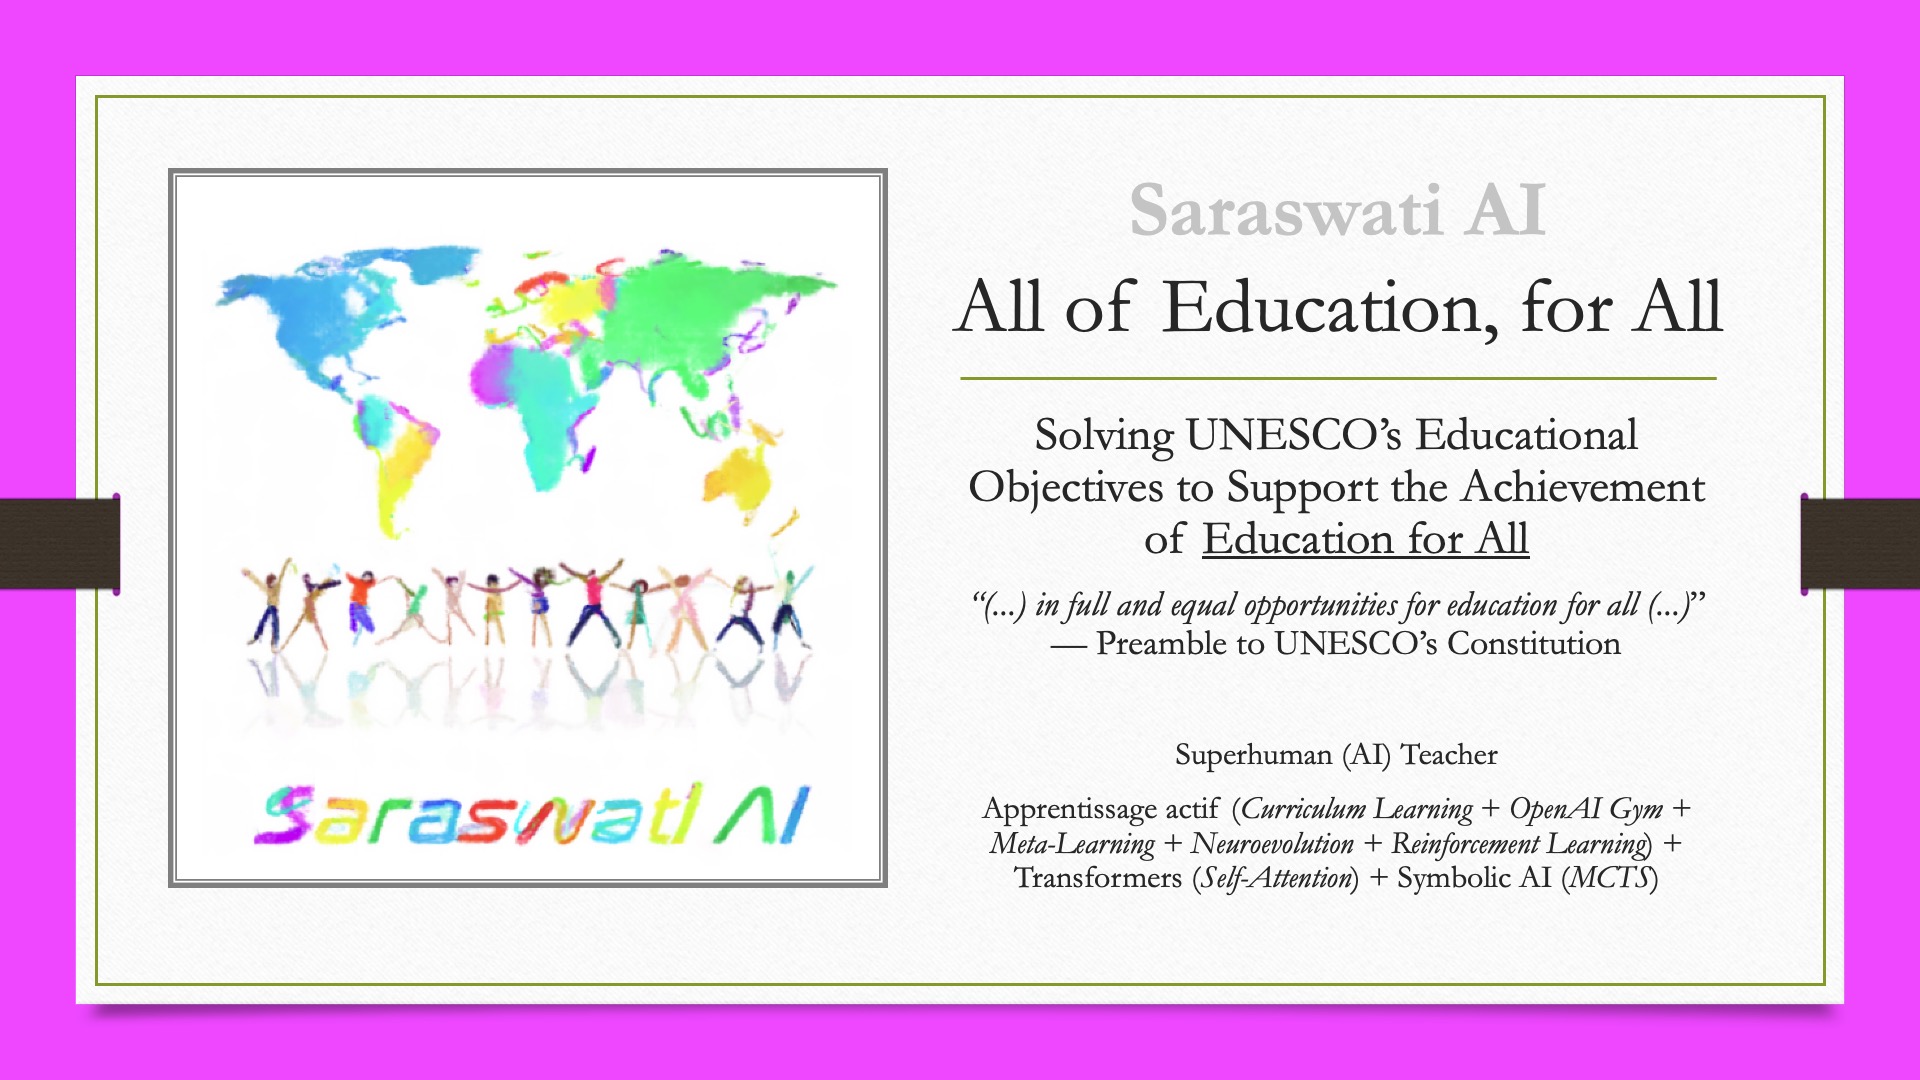 Saraswati AI
Saraswati AI
All of Education, for All
Solving UNESCO’s Educational
Objectives to Support the Achievement
of Education for All
“(...) in full and equal opportunities for education for all (...)”
— Preamble to UNESCO’s Constitution
Superhuman (AI) Teacher
Apprentissage actif (Curriculum Learning + OpenAI Gym +
Meta-Learning + Neuroevolution + Reinforcement Learning) +
Transformers (Self-Attention) + Symbolic AI (MCTS)